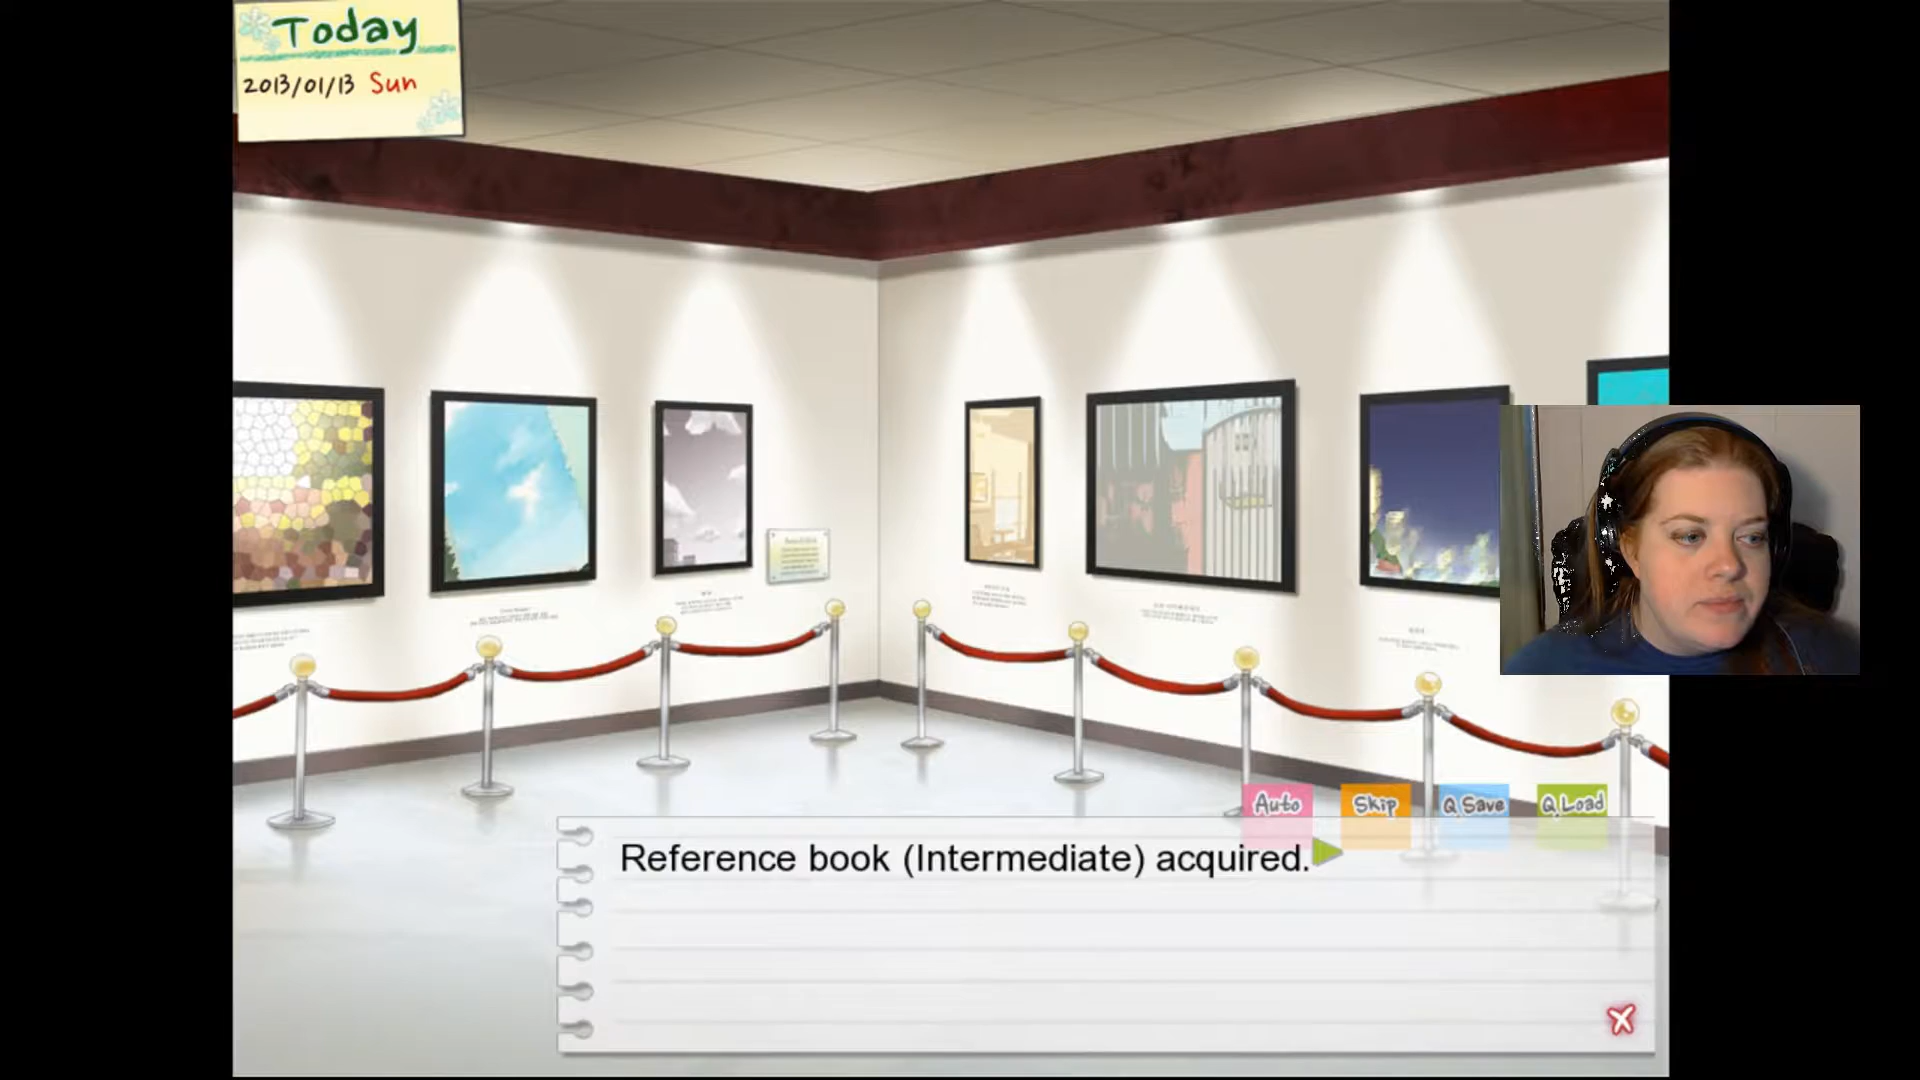 Today
2013/01/13 Sun
Auto
Skip
Q Save
Q Load
Reference book (Intermediate) acquired.